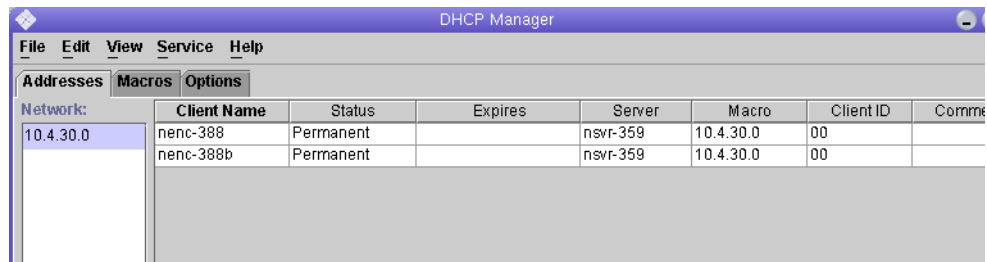 DHCP Manager
File Edit View Service Help
Addresses Macros Options
Network: Client Name Status Expires Server Macro Client ID Comme
10.4.30.0 nenc-388 Permanent nsvr-359 10.4.30.0 00
nenc-388b Permanent nsvr-359 10.4.30.0 00